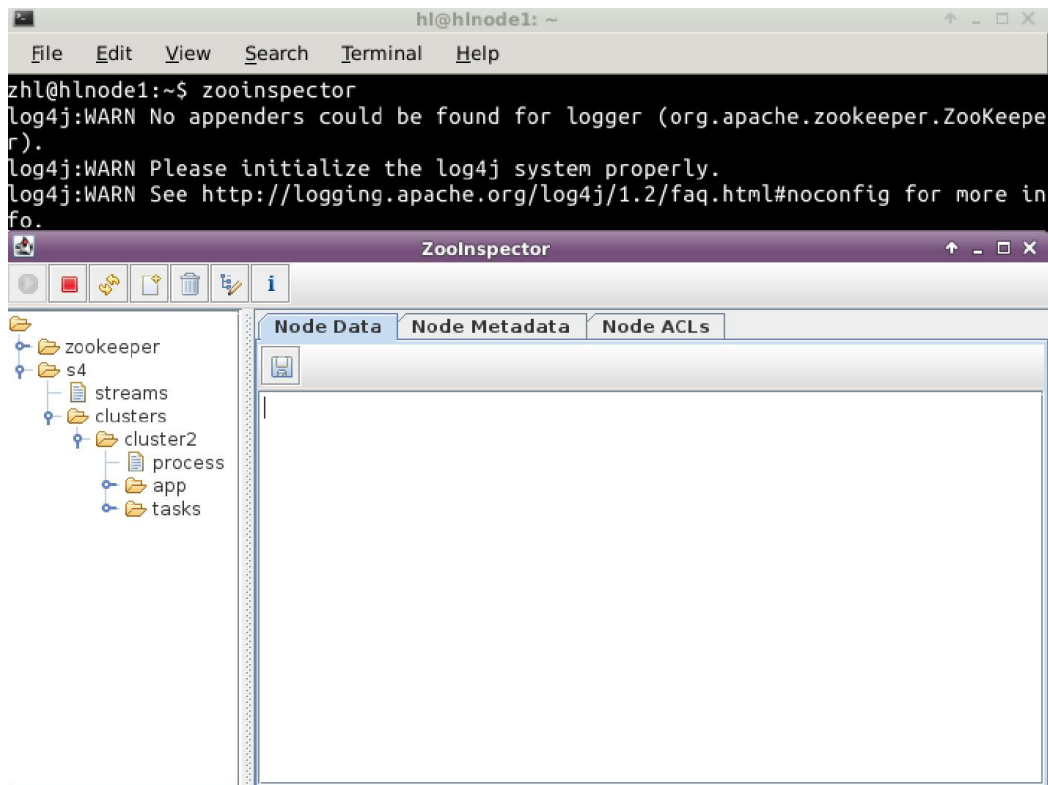 hl@hlnode1: ~
File Edit View Search Terminal Help
zhl@hlnode1:~$ zooinspector
log4j:WARN No appenders could be found for logger (org.apache.zookeeper.ZooKeepe
r).
log4j:WARN Please initialize the log4j system properly.
log4j:WARN See http://logging.apache.org/log4j/1.2/faq.html#noconfig for more in
fo.
ZooInspector
i
Node Data Node Metadata Node ACLs
zookeeper
s4
streams
clusters
cluster2
process
app
tasks